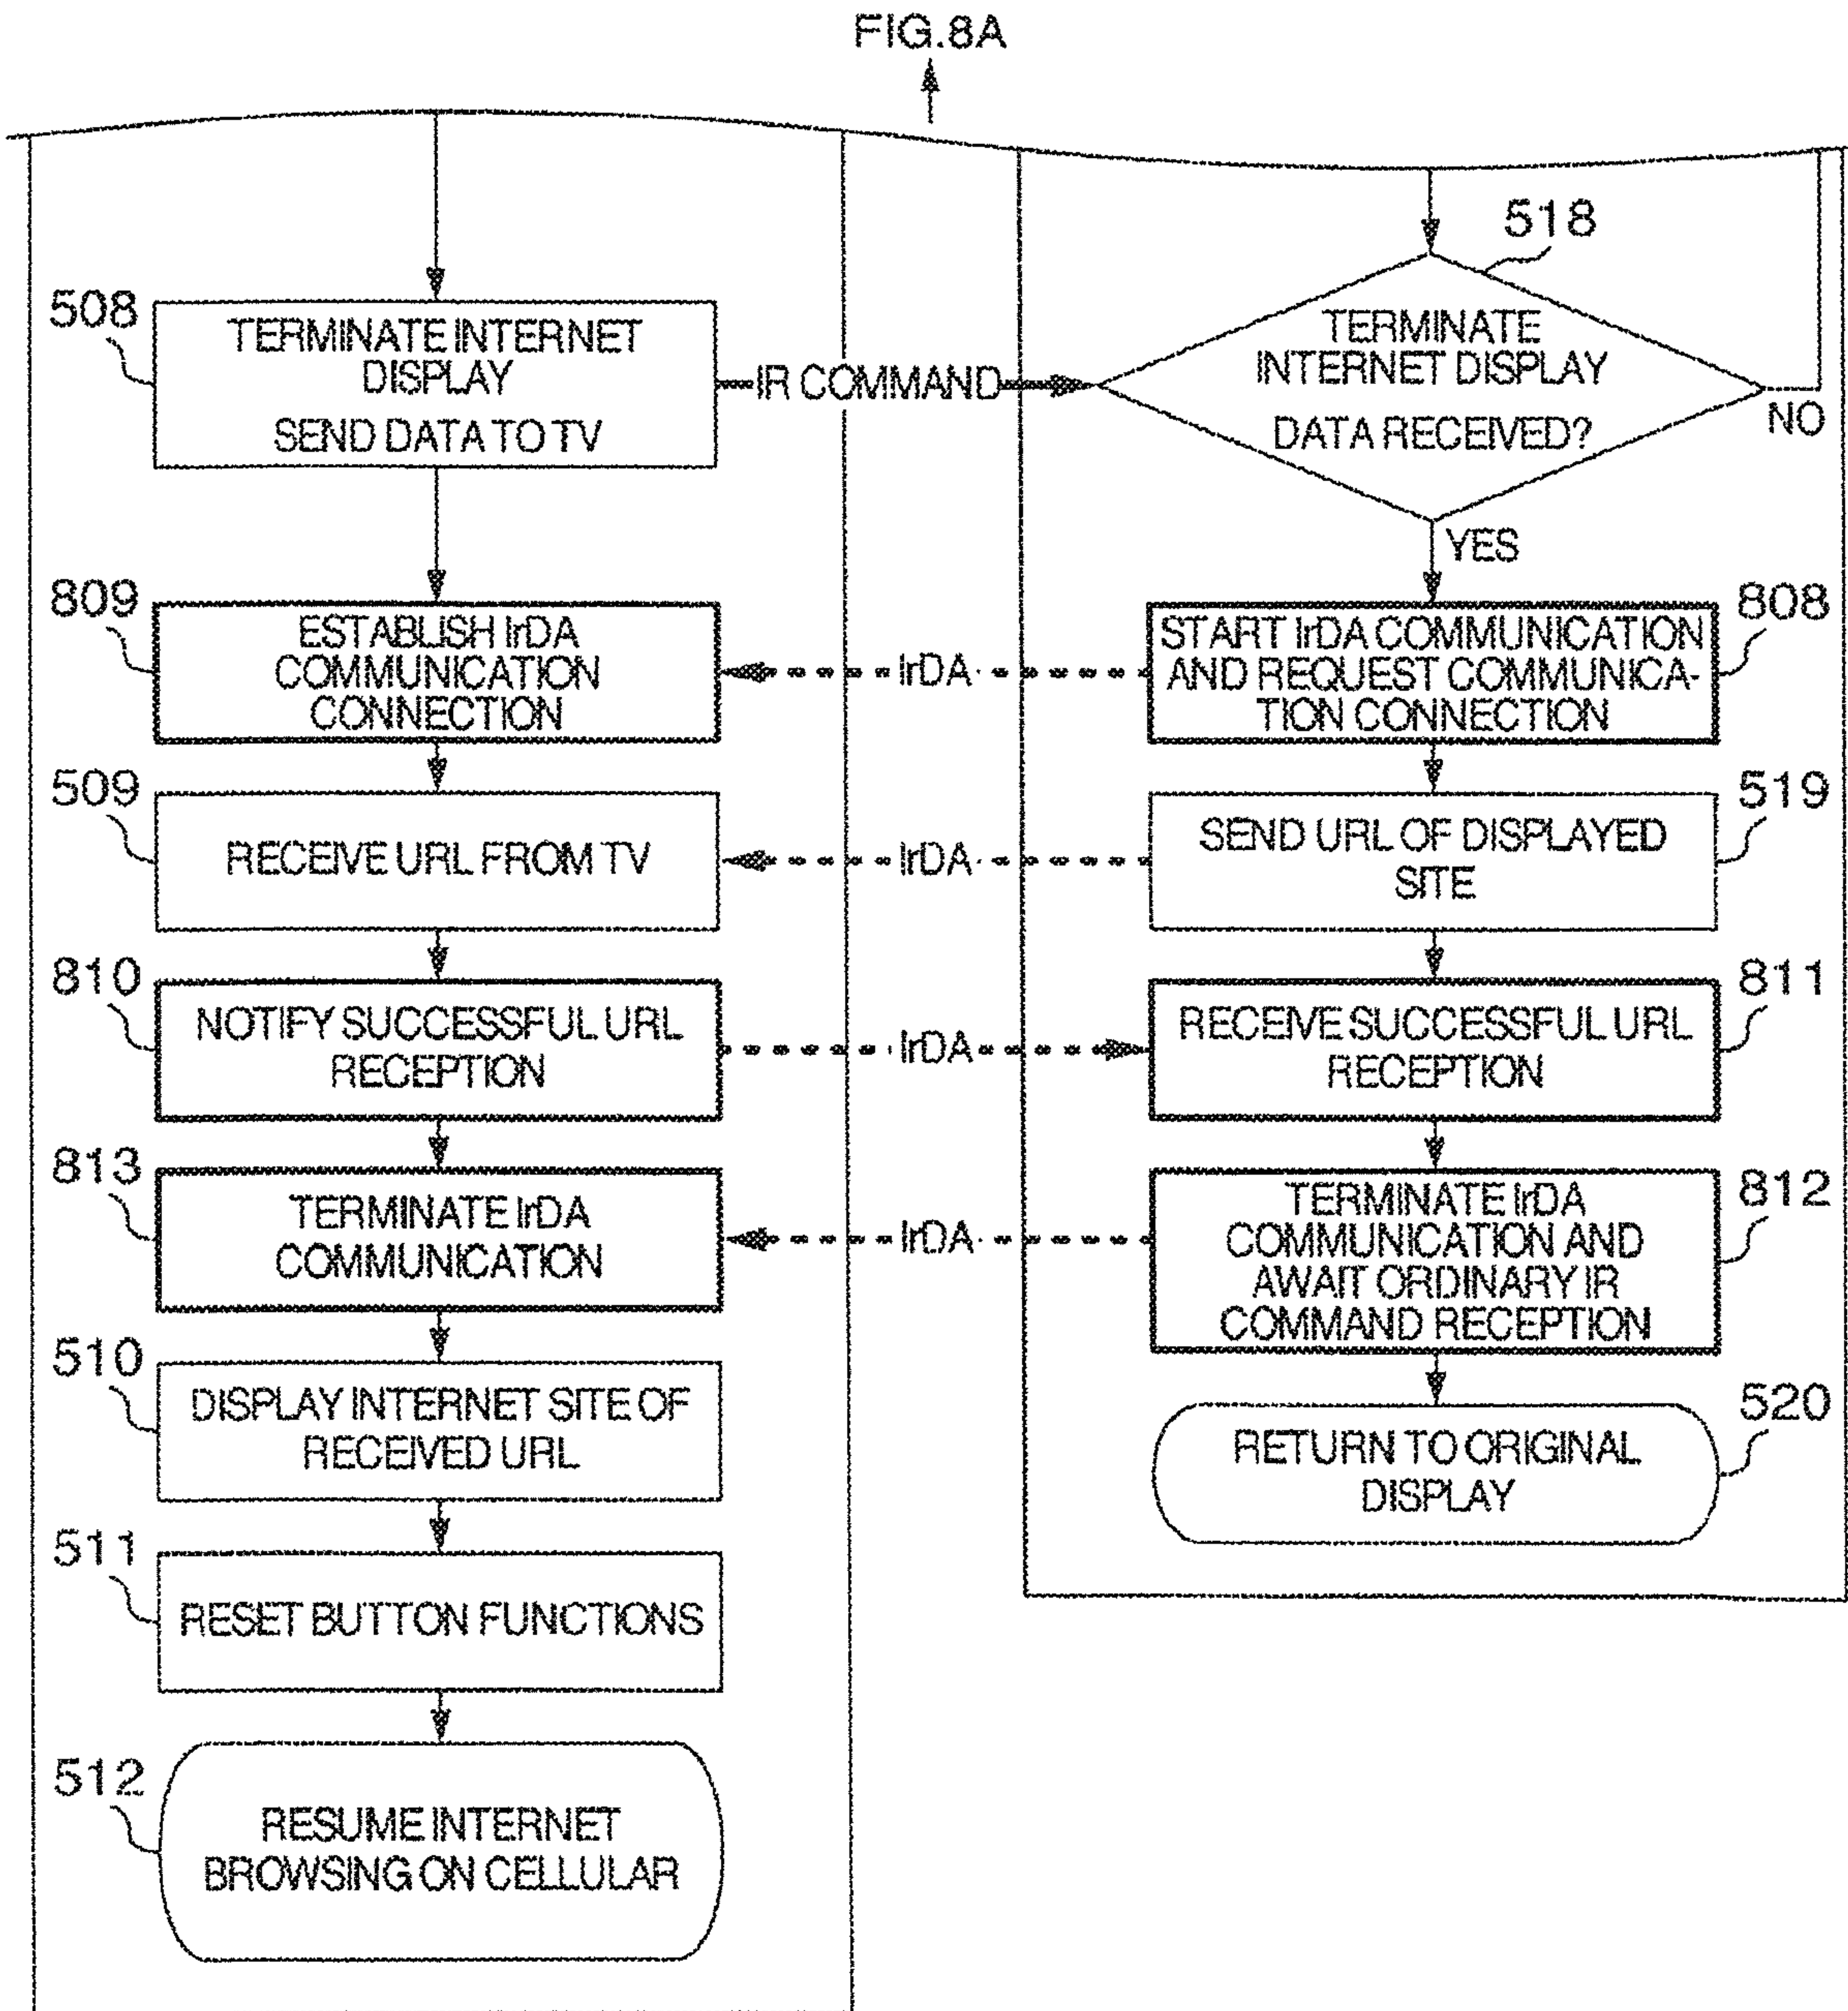 FIG.8A
508
TERMINATE INTERNET
DISPLAY
SEND DATA TO TV
IR COMMAND
518
TERMINATE
INTERNET DISPLAY
DATA RECEIVED?
NO
YES
809
ESTABLISH IrDA
COMMUNICATION
CONNECTION
IrDA
808
START IrDA COMMUNICATION
AND REQUEST COMMUNICA-
TION CONNECTION
509
RECEIVE URL FROM TV
IrDA
519
SEND URL OF DISPLAYED
SITE
810
NOTIFY SUCCESSFUL URL
RECEPTION
IrDA
811
RECEIVE SUCCESSFUL URL
RECEPTION
813
TERMINATE IrDA
COMMUNICATION
IrDA
812
TERMINATE IrDA
COMMUNICATION AND
AWAIT ORDINARY IR
COMMAND RECEPTION
510
DISPLAY INTERNET SITE OF
RECEIVED URL
520
RETURN TO ORIGINAL
DISPLAY
511
RESET BUTTON FUNCTIONS
512
RESUME INTERNET
BROWSING ON CELLULAR